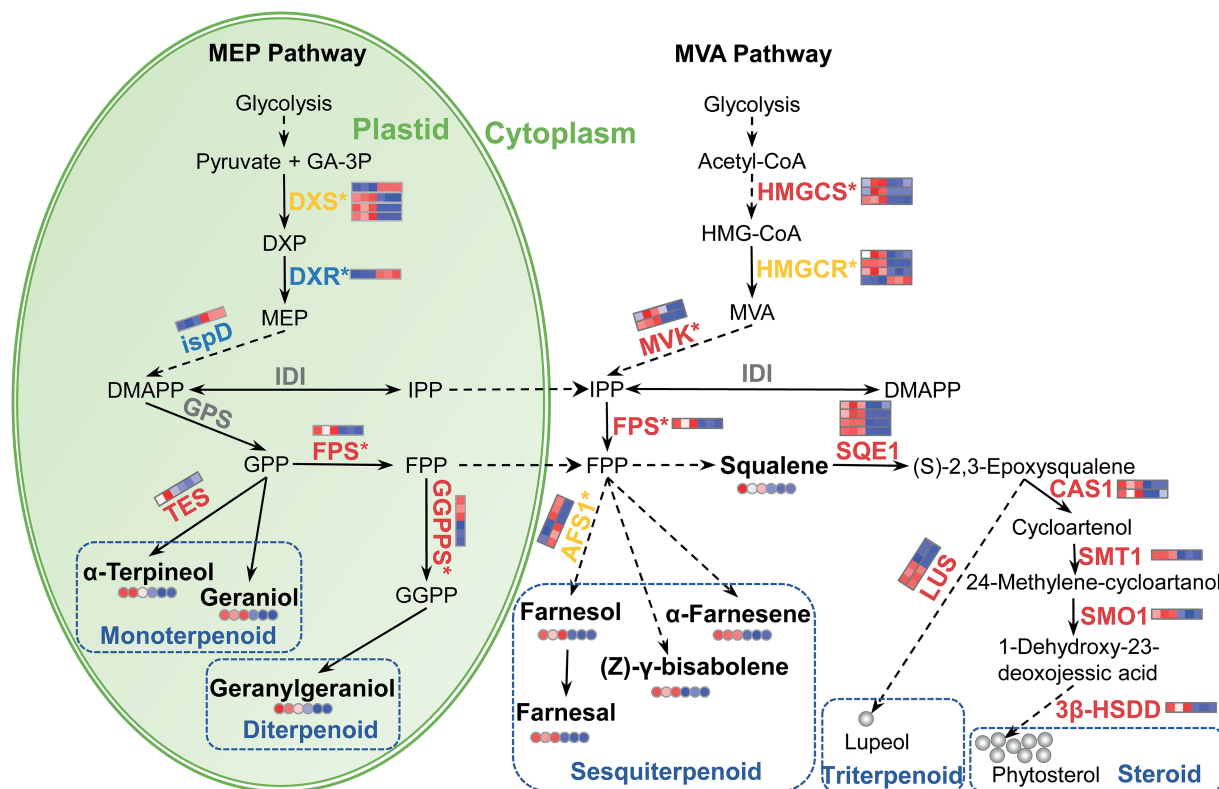 MEP Pathway
MVA Pathway
Glycolysis
Glycolysis
Plastid
Cytoplasm
Pyruvate + GA-3P
Acetyl-CoA
DXS*
HMGCS*
DXP
HMG-CoA
DXR*
HMGCR*
MEP
MVA
ispD
MVK*
DMAPP
IDI
IPP
IPP
IDI
DMAPP
GPS
FPS*
FPS*
SQE1
GPP
FPP
FPP
Squalene
(S)-2,3-Epoxysqualene
TES
GGPPS*
AFS1*
CAS1
Cycloartenol
LUS
SMT1
α-Terpineol
24-Methylene-cycloartanol
Geraniol
GGPP
Farnesol
α-Farnesene
SMO1
Monoterpenoid
1-Dehydroxy-23-
deoxojessic acid
(Z)-γ-bisabolene
Geranylgeraniol
Farnesal
3β-HSDD
Diterpenoid
Lupeol
Sesquiterpenoid
Triterpenoid
Phytosterol
Steroid